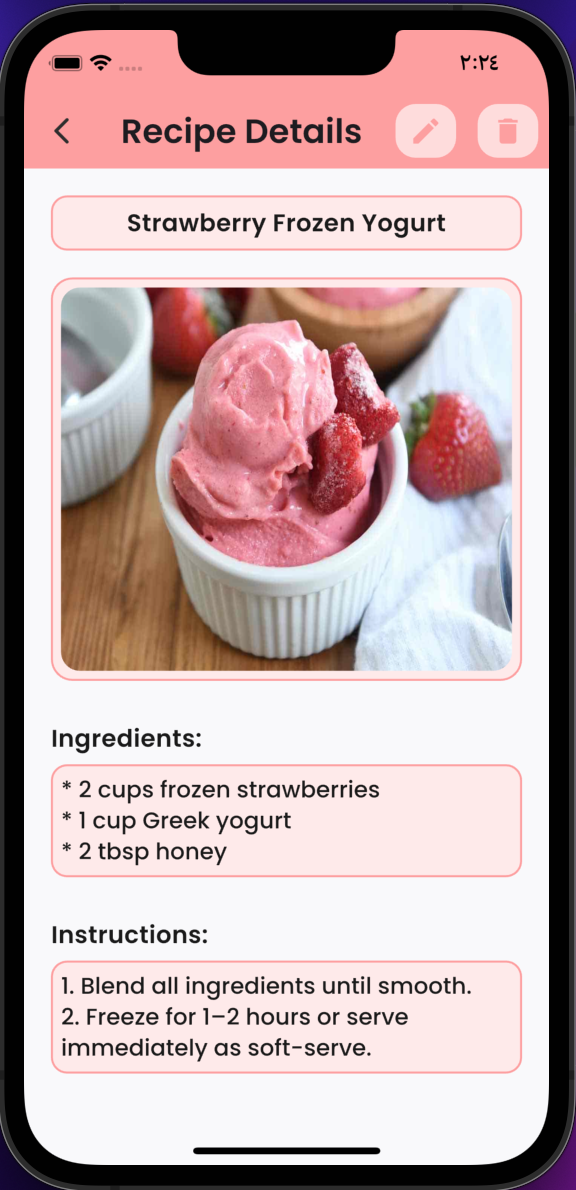 ٢:٢٤
Recipe Details
Strawberry Frozen Yogurt
Ingredients:
* 2 cups frozen strawberries
* 1 cup Greek yogurt
* 2 tbsp honey
Instructions:
1. Blend all ingredients until smooth.
2. Freeze for 1–2 hours or serve
immediately as soft-serve.